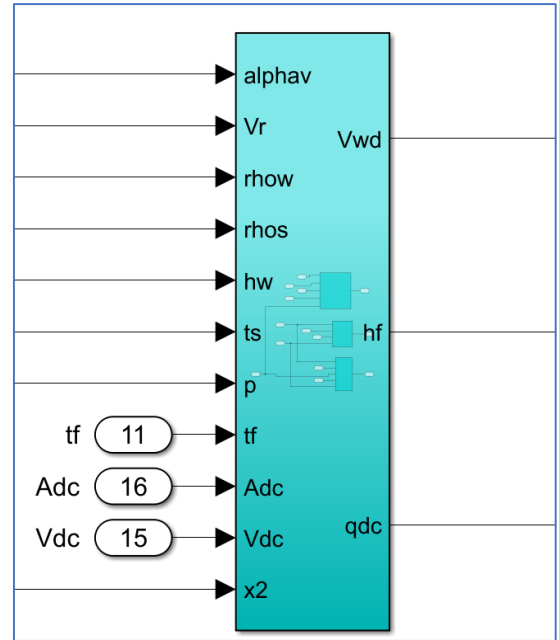 alphav
Vr
Vwd
rhow
rhos
hw
ts
hf
p
tf 11 tf
Adc 16 Adc
Vdc 15 Vdc
qdc
x2